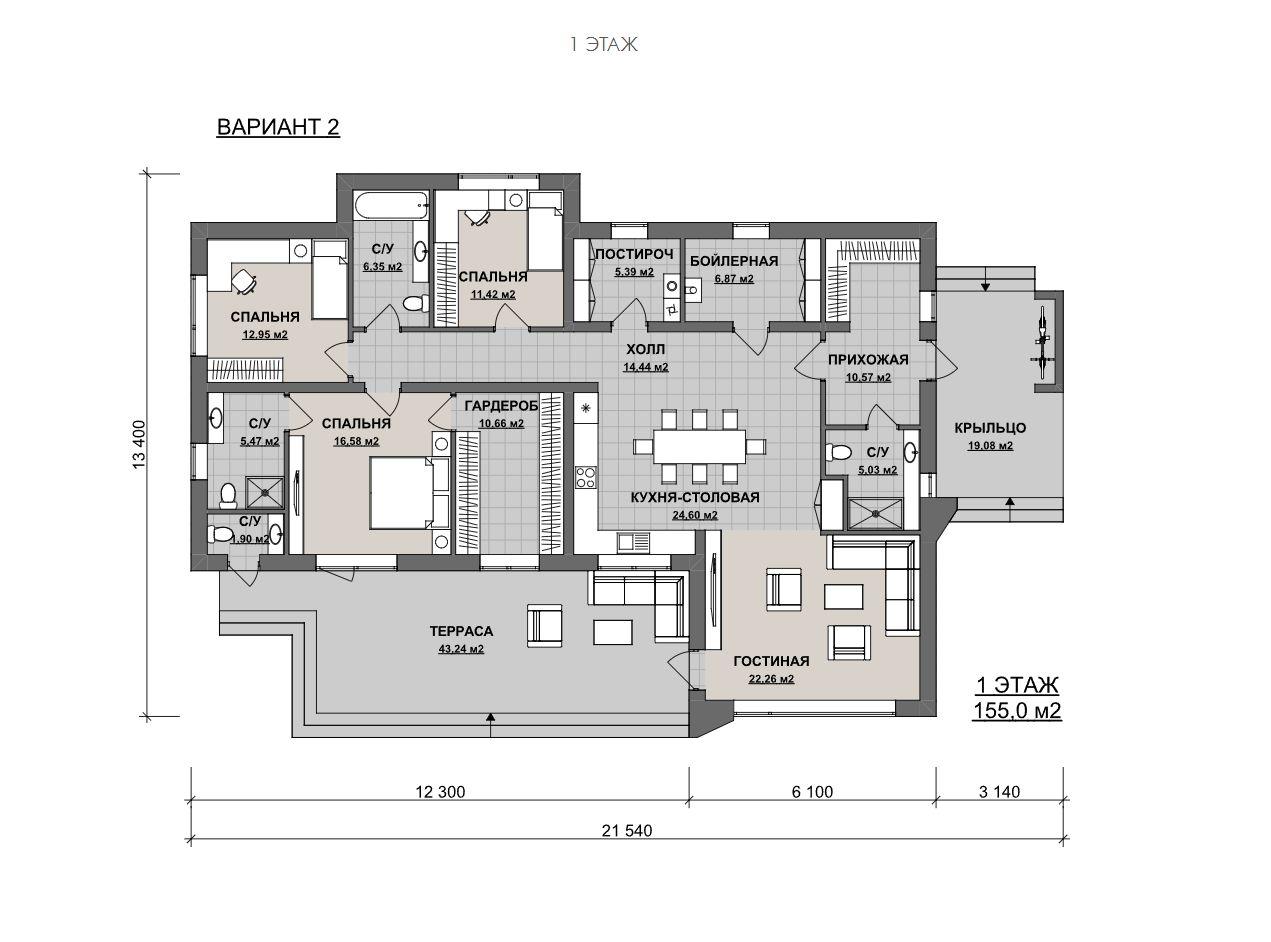 1 ЭТАЖ
ВАРИАНТ 2
С/У
6.35 м2
СПАЛЬНЯ
11,42 м2
ПОСТИРОЧ
5.39 м2
БОЙЛЕРНАЯ
6.87 м2
СПАЛЬНЯ
12.95 м2
ХОЛЛ
14.44 м2
ПРИХОЖАЯ
10.57 м2
13 400
С/У
5.47 м2
СПАЛЬНЯ
16.58 м2
ГАРДЕРОБ
10.66 м2
КРЫЛЬЦО
19.08 м2
С/У
5.03 м2
КУХНЯ-СТОЛОВАЯ
24.60 м2
С/У
1.90 м2
ТЕРРАСА
43.24 м2
ГОСТИНАЯ
22.26 м2
1 ЭТАЖ
155,0 м2
12 300
6 100
3 140
21 540